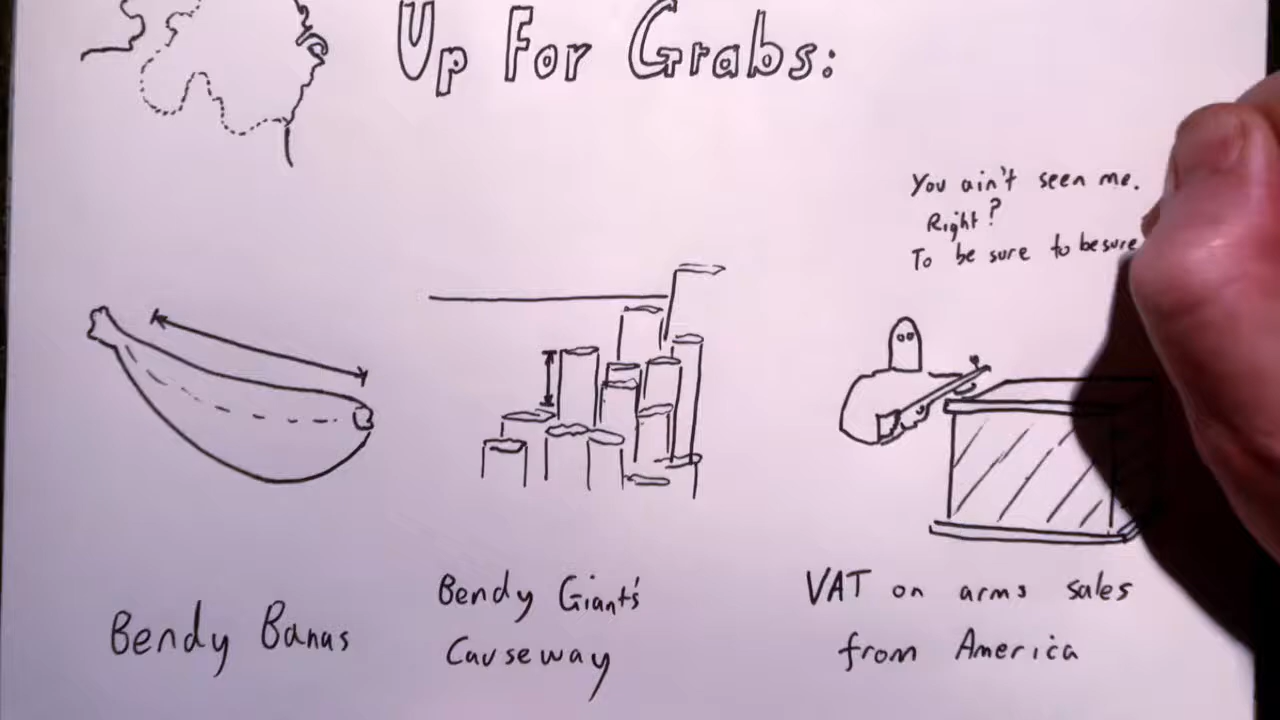 Up For Grabs:
You ain't seen me.
Right?
To be sure to be sure
Bendy Banas
Bendy Giant's
Causeway
VAT on arms sales
from America